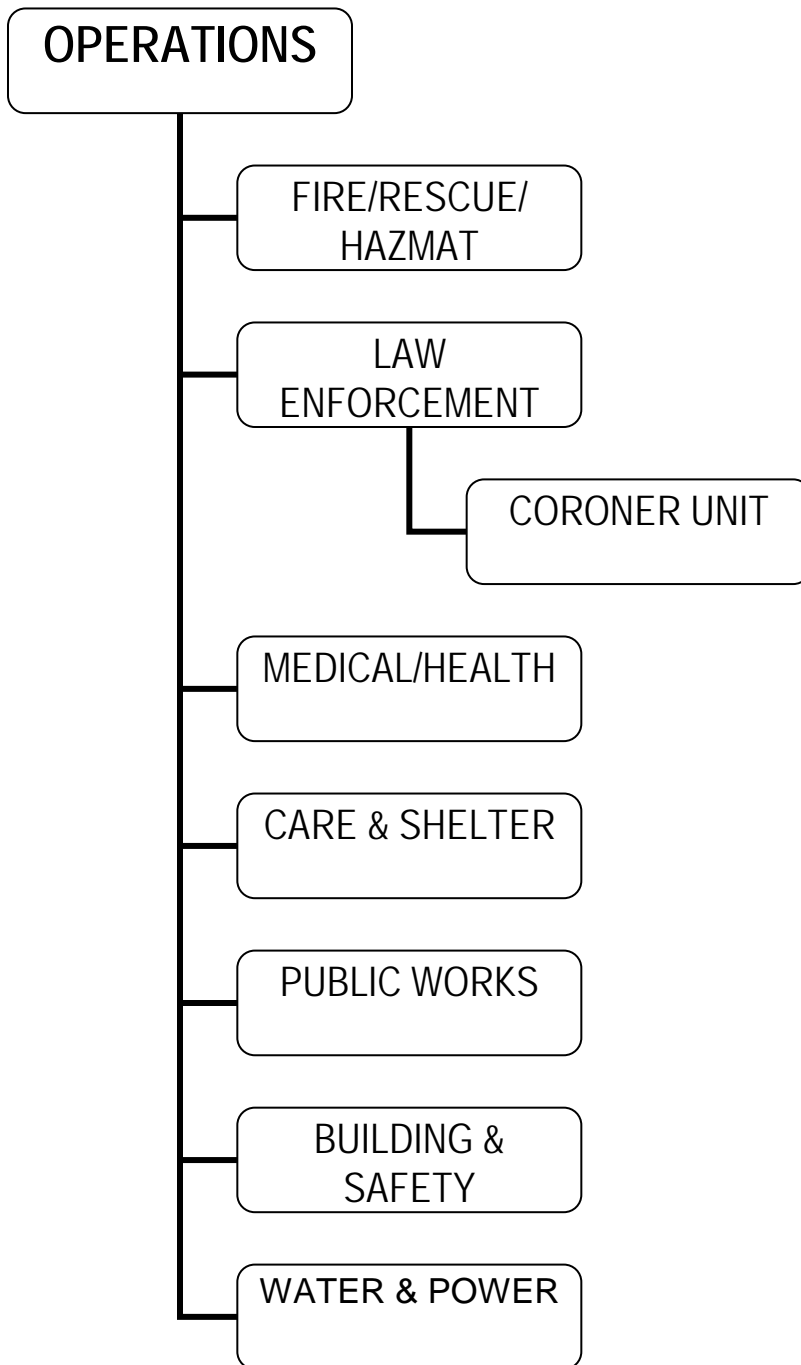 OPERATIONS
FIRE/RESCUE/
HAZMAT
LAW
ENFORCEMENT
CORONER UNIT
MEDICAL/HEALTH
CARE & SHELTER
PUBLIC WORKS
BUILDING &
SAFETY
WATER & POWER